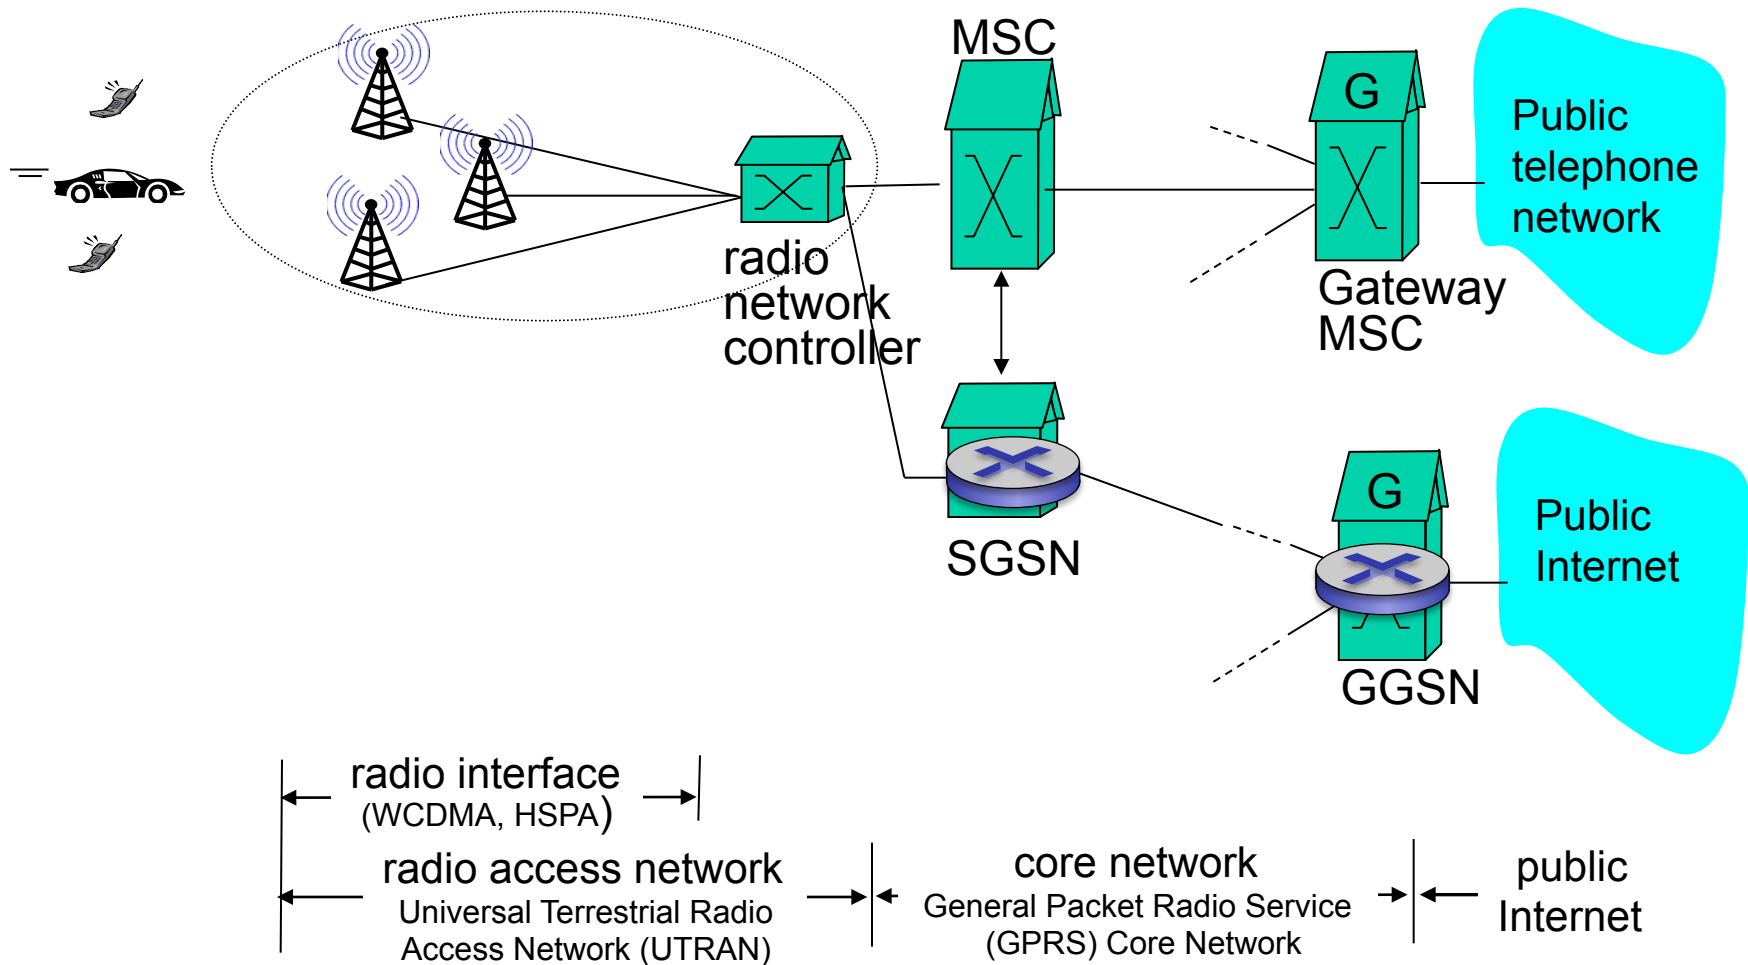 MSC
G
Public
telephone
network
radio
network
controller
Gateway
MSC
SGSN
G
Public
Internet
GGSN
radio interface
(WCDMA, HSPA)
radio access network
Universal Terrestrial Radio
Access Network (UTRAN)
core network
General Packet Radio Service
(GPRS) Core Network
public
Internet